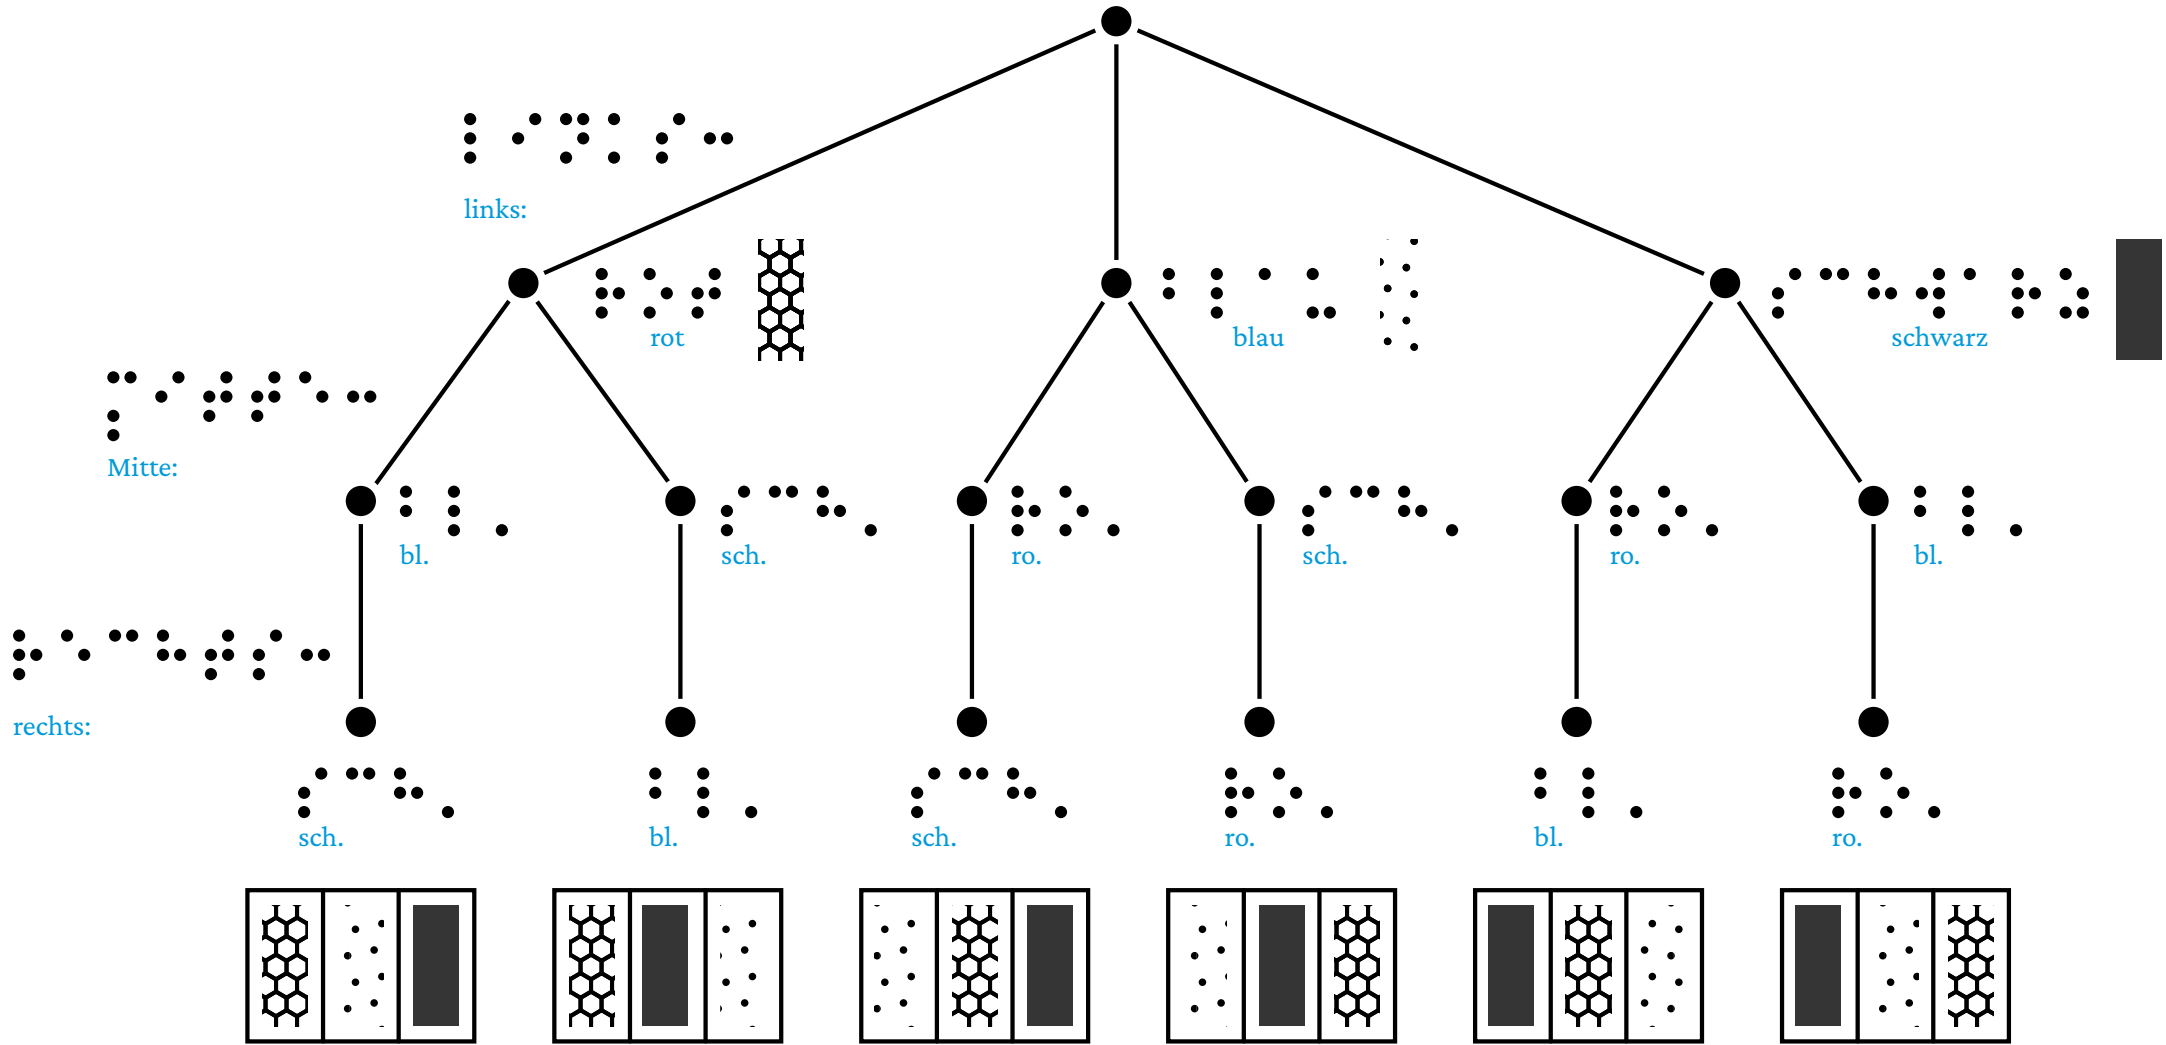 ⠇⠊⠝⠅⠎⠒
links:
⠗⠕⠞
rot
⠃⠇⠁⠥
blau
⠎⠉⠓⠺⠁⠗⠵
schwarz
⡍⠊⠞⠞⠑⠒
Mitte:
⠃⠇⠄ ⠎⠉⠓⠄ ⠗⠕⠄ ⠎⠉⠓⠄ ⠗⠕⠄ ⠃⠇⠄
bl. sch. ro. sch. ro. bl.
⠗⠑⠉⠓⠞⠎⠒
rechts:
⠎⠉⠓⠄ ⠃⠇⠄ ⠎⠉⠓⠄ ⠗⠕⠄ ⠃⠇⠄ ⠗⠕⠄
sch. bl. sch. ro. bl. ro.